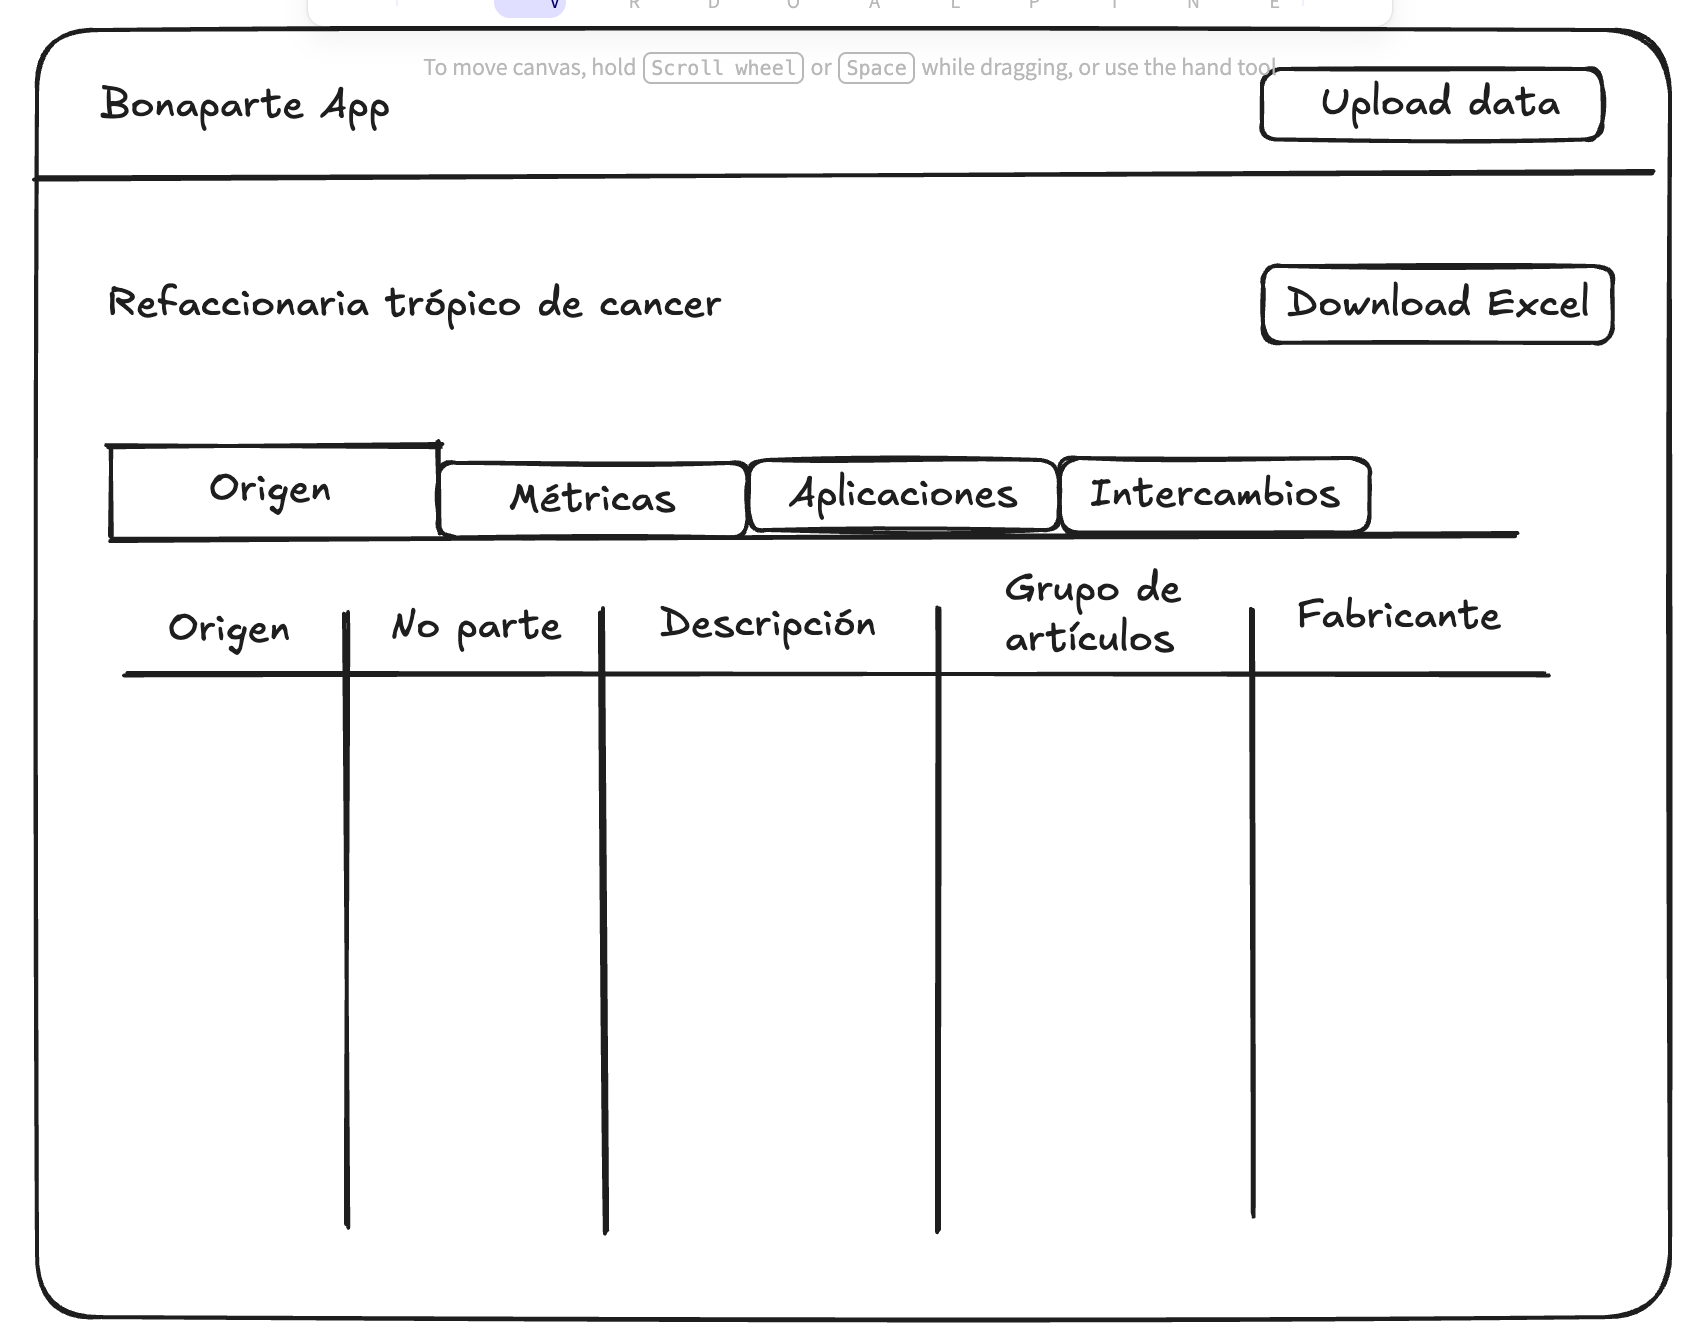 V R D O A L P T N E
To move canvas, hold Scroll wheel or Space while dragging, or use the hand tool
Bonaparte App
Upload data
Refaccionaria trópico de cancer
Download Excel
Origen Métricas Aplicaciones Intercambios
Origen No parte Descripción Grupo de artículos Fabricante